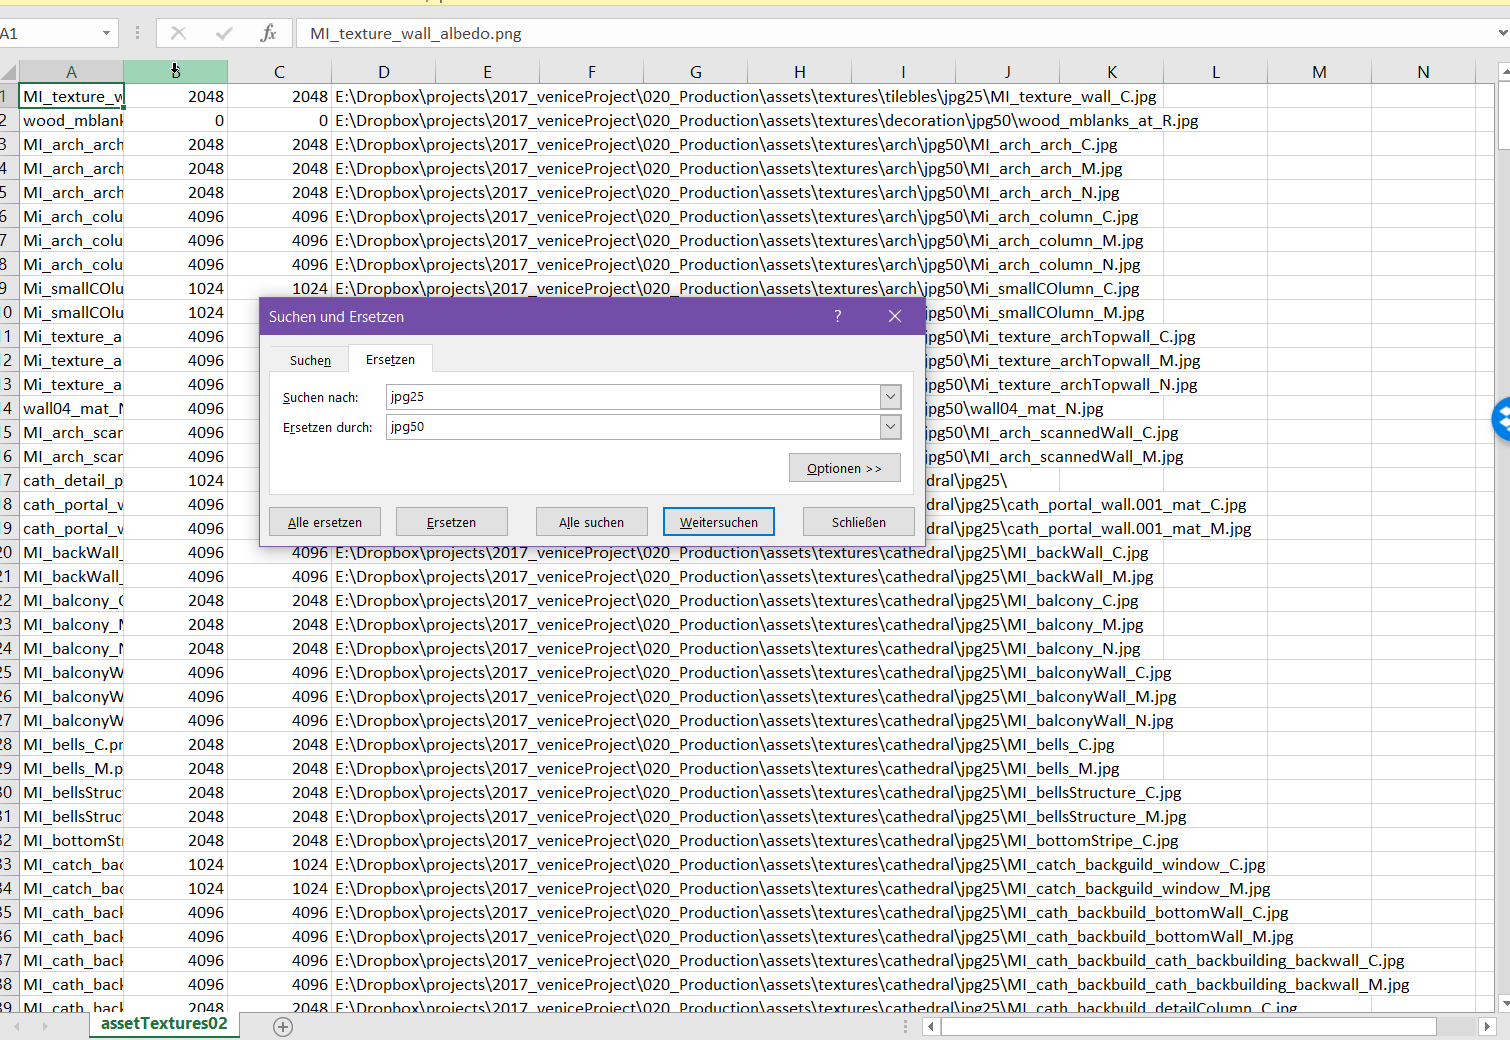 A1 fx MI_texture_wall_albedo.png
A B C D E F G H I J K L M N
1 MI_texture_w 2048 2048 E:\Dropbox\projects\2017_veniceProject\020_Production\assets\textures\tilebles\jpg25\MI_texture_wall_C.jpg
2 wood_mblank 0 0 E:\Dropbox\projects\2017_veniceProject\020_Production\assets\textures\decoration\jpg50\wood_mblanks_at_R.jpg
3 MI_arch_arch 2048 2048 E:\Dropbox\projects\2017_veniceProject\020_Production\assets\textures\arch\jpg50\MI_arch_arch_C.jpg
4 MI_arch_arch 2048 2048 E:\Dropbox\projects\2017_veniceProject\020_Production\assets\textures\arch\jpg50\MI_arch_arch_M.jpg
5 MI_arch_arch 2048 2048 E:\Dropbox\projects\2017_veniceProject\020_Production\assets\textures\arch\jpg50\MI_arch_arch_N.jpg
6 Mi_arch_colu 4096 4096 E:\Dropbox\projects\2017_veniceProject\020_Production\assets\textures\arch\jpg50\Mi_arch_column_C.jpg
7 Mi_arch_colu 4096 4096 E:\Dropbox\projects\2017_veniceProject\020_Production\assets\textures\arch\jpg50\Mi_arch_column_M.jpg
8 Mi_arch_colu 4096 4096 E:\Dropbox\projects\2017_veniceProject\020_Production\assets\textures\arch\jpg50\Mi_arch_column_N.jpg
9 Mi_smallCOlu 1024 1024 E:\Dropbox\projects\2017_veniceProject\020_Production\assets\textures\arch\jpg50\Mi_smallCOlumn_C.jpg
10 Mi_smallCOlu 1024 jpg50\Mi_smallCOlumn_M.jpg
11 Mi_texture_a 4096 jpg50\Mi_texture_archTopwall_C.jpg
12 Mi_texture_a 4096 jpg50\Mi_texture_archTopwall_M.jpg
13 Mi_texture_a 4096 jpg50\Mi_texture_archTopwall_N.jpg
14 wall04_mat_N 4096 jpg50\wall04_mat_N.jpg
15 MI_arch_scan 4096 jpg50\MI_arch_scannedWall_C.jpg
16 MI_arch_scan 4096 jpg50\MI_arch_scannedWall_M.jpg
17 cath_detail_p 1024 dral\jpg25\
18 cath_portal_w 4096 dral\jpg25\cath_portal_wall.001_mat_C.jpg
19 cath_portal_w 4096 dral\jpg25\cath_portal_wall.001_mat_M.jpg
Suchen und Ersetzen ?
Suchen Ersetzen
Suchen nach: jpg25
Ersetzen durch: jpg50
Optionen >>
Alle ersetzen Ersetzen Alle suchen Weitersuchen Schließen
20 MI_backWall_ 4096 4096 E:\Dropbox\projects\2017_veniceProject\020_Production\assets\textures\cathedral\jpg25\MI_backWall_C.jpg
21 MI_backWall_ 4096 4096 E:\Dropbox\projects\2017_veniceProject\020_Production\assets\textures\cathedral\jpg25\MI_backWall_M.jpg
22 MI_balcony_C 2048 2048 E:\Dropbox\projects\2017_veniceProject\020_Production\assets\textures\cathedral\jpg25\MI_balcony_C.jpg
23 MI_balcony_M 2048 2048 E:\Dropbox\projects\2017_veniceProject\020_Production\assets\textures\cathedral\jpg25\MI_balcony_M.jpg
24 MI_balcony_N 2048 2048 E:\Dropbox\projects\2017_veniceProject\020_Production\assets\textures\cathedral\jpg25\MI_balcony_N.jpg
25 MI_balconyW 4096 4096 E:\Dropbox\projects\2017_veniceProject\020_Production\assets\textures\cathedral\jpg25\MI_balconyWall_C.jpg
26 MI_balconyW 4096 4096 E:\Dropbox\projects\2017_veniceProject\020_Production\assets\textures\cathedral\jpg25\MI_balconyWall_M.jpg
27 MI_balconyW 4096 4096 E:\Dropbox\projects\2017_veniceProject\020_Production\assets\textures\cathedral\jpg25\MI_balconyWall_N.jpg
28 MI_bells_C.pr 2048 2048 E:\Dropbox\projects\2017_veniceProject\020_Production\assets\textures\cathedral\jpg25\MI_bells_C.jpg
29 MI_bells_M.p 2048 2048 E:\Dropbox\projects\2017_veniceProject\020_Production\assets\textures\cathedral\jpg25\MI_bells_M.jpg
30 MI_bellsStruc 2048 2048 E:\Dropbox\projects\2017_veniceProject\020_Production\assets\textures\cathedral\jpg25\MI_bellsStructure_C.jpg
31 MI_bellsStruc 2048 2048 E:\Dropbox\projects\2017_veniceProject\020_Production\assets\textures\cathedral\jpg25\MI_bellsStructure_M.jpg
32 MI_bottomSt 2048 2048 E:\Dropbox\projects\2017_veniceProject\020_Production\assets\textures\cathedral\jpg25\MI_bottomStripe_C.jpg
33 MI_catch_bac 1024 1024 E:\Dropbox\projects\2017_veniceProject\020_Production\assets\textures\cathedral\jpg25\MI_catch_backguild_window_C.jpg
34 MI_catch_bac 1024 1024 E:\Dropbox\projects\2017_veniceProject\020_Production\assets\textures\cathedral\jpg25\MI_catch_backguild_window_M.jpg
35 MI_cath_back 4096 4096 E:\Dropbox\projects\2017_veniceProject\020_Production\assets\textures\cathedral\jpg25\MI_cath_backbuild_bottomWall_C.jpg
36 MI_cath_back 4096 4096 E:\Dropbox\projects\2017_veniceProject\020_Production\assets\textures\cathedral\jpg25\MI_cath_backbuild_bottomWall_M.jpg
37 MI_cath_back 4096 4096 E:\Dropbox\projects\2017_veniceProject\020_Production\assets\textures\cathedral\jpg25\MI_cath_backbuild_cath_backbuilding_backwall_C.jpg
38 MI_cath_back 4096 4096 E:\Dropbox\projects\2017_veniceProject\020_Production\assets\textures\cathedral\jpg25\MI_cath_backbuild_cath_backbuilding_backwall_M.jpg
39 MI_cath_back 2048 2048 E:\Dropbox\projects\2017_veniceProject\020_Production\assets\textures\cathedral\jpg25\MI_cath_backbuild_detailColumn_C.jpg
assetTextures02